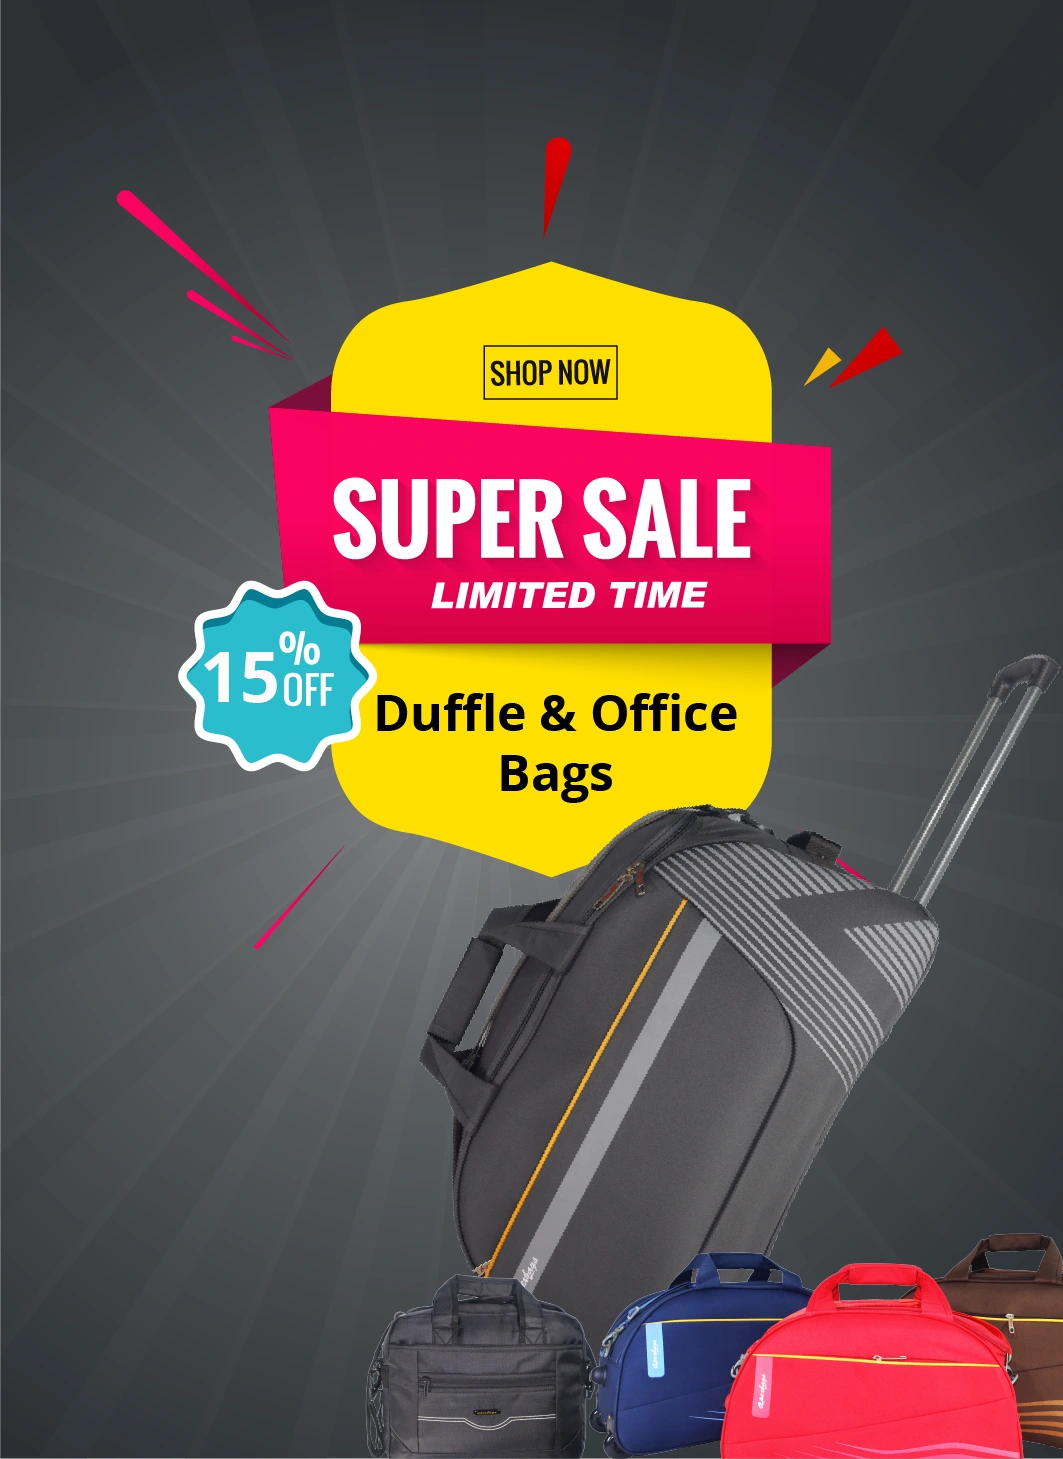 SHOP NOW
SUPER SALE
LIMITED TIME
15%
OFF
Duffle & Office
Bags